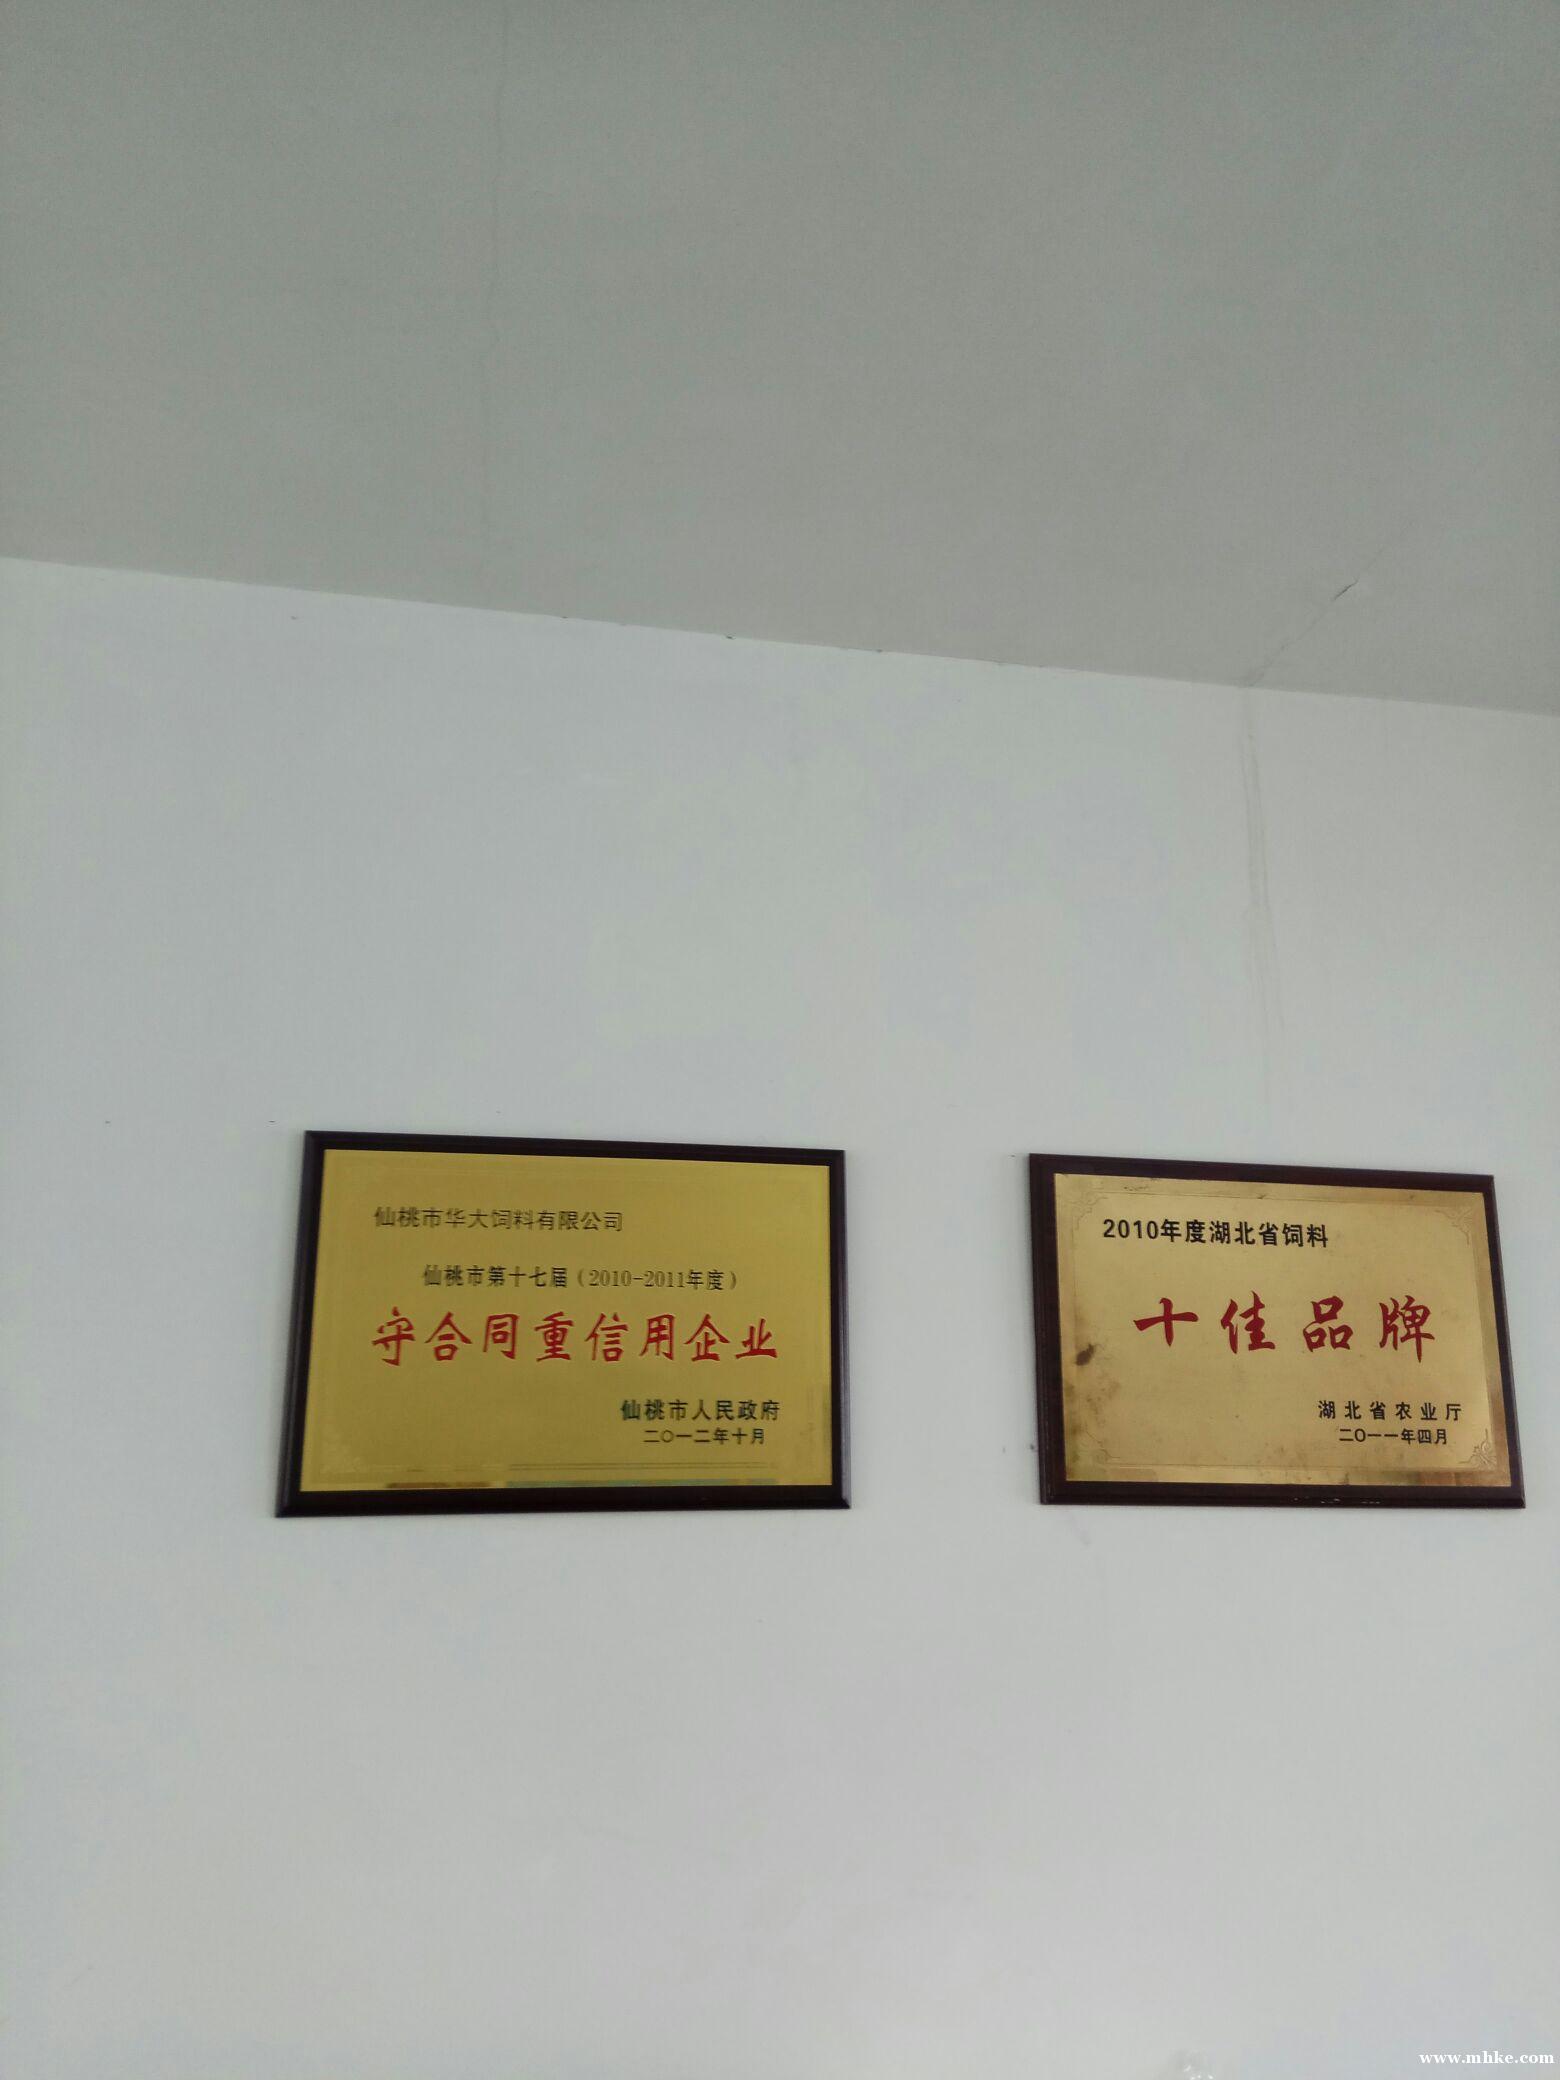 仙桃市华大饲料有限公司
仙桃市第十七届（2010-2011年度）
守合同重信用企业
仙桃市人民政府
二〇一二年十月
2010年度湖北省饲料
十佳品牌
湖北省农业厅
二〇一一年四月
www.mhke.com